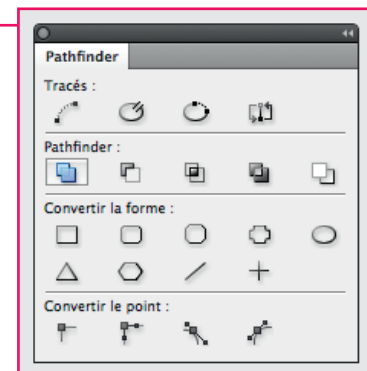 Pathfinder
Tracés :
Pathfinder :
Convertir la forme :
Convertir le point :